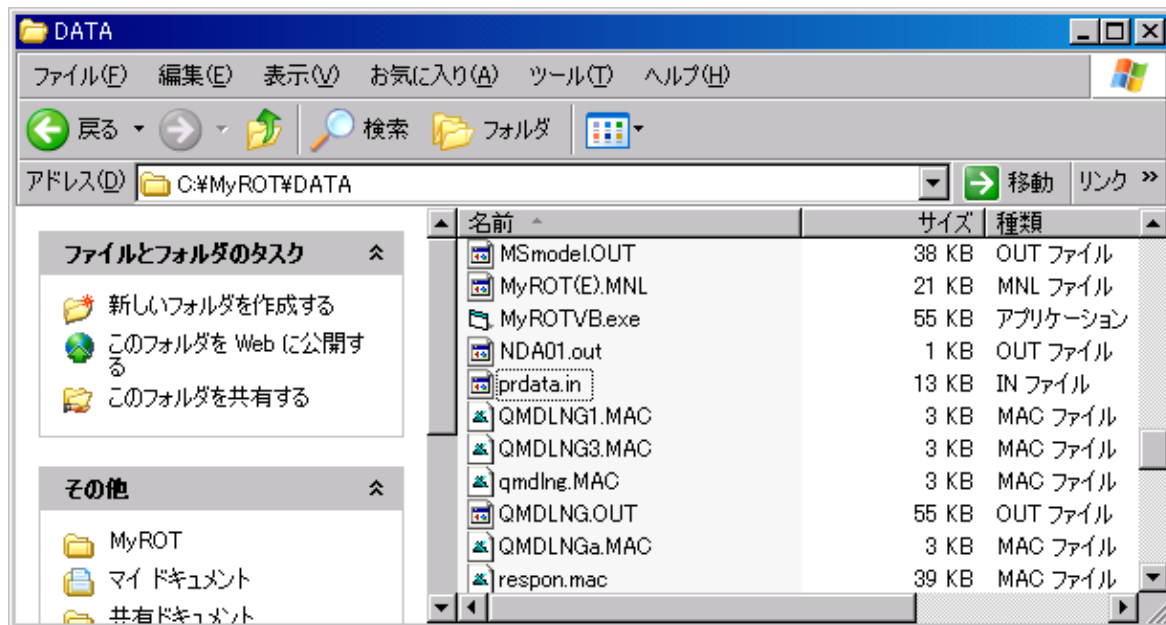 DATA
ファイル(F) 編集(E) 表示(V) お気に入り(A) ツール(T) ヘルプ(H)
戻る 検索 フォルダ
アドレス(D) C:¥MyROT¥DATA 移動 リンク »
ファイルとフォルダのタスク
新しいフォルダを作成する
このフォルダを Web に公開す
る
このフォルダを共有する
その他
MyROT
マイ ドキュメント
共有ドキュメント
名前 サイズ 種類
MSmodel.OUT 38 KB OUT ファイル
MyROT(E).MNL 21 KB MNL ファイル
MyROTVB.exe 55 KB アプリケーション
NDA01.out 1 KB OUT ファイル
prdata.in 13 KB IN ファイル
QMDLNG1.MAC 3 KB MAC ファイル
QMDLNG3.MAC 3 KB MAC ファイル
qmdlng.MAC 3 KB MAC ファイル
QMDLNG.OUT 55 KB OUT ファイル
QMDLNGa.MAC 3 KB MAC ファイル
respon.mac 39 KB MAC ファイル